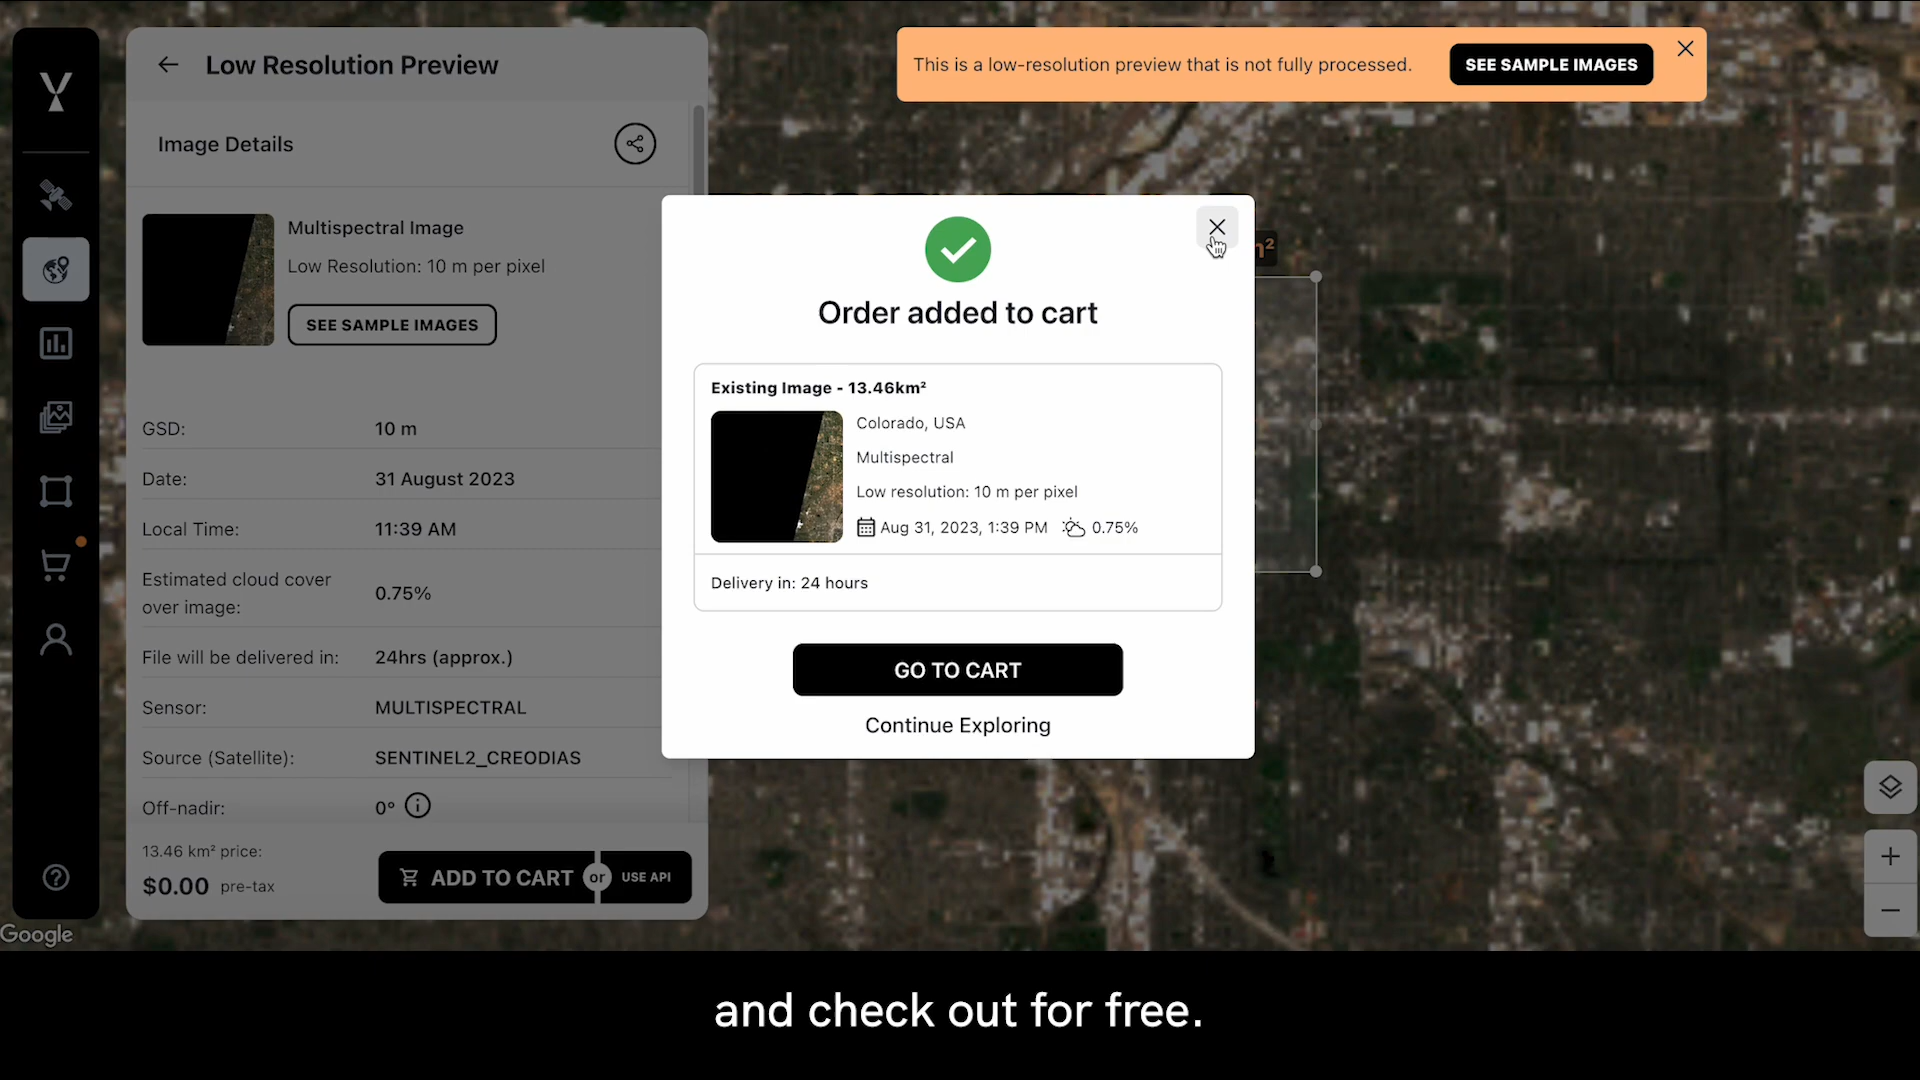 Low Resolution Preview
Image Details
Multispectral Image
Low Resolution: 10 m per pixel
SEE SAMPLE IMAGES
GSD: 10 m
Date: 31 August 2023
Local Time: 11:39 AM
Estimated cloud cover
over image: 0.75%
File will be delivered in: 24hrs (approx.)
Sensor: MULTISPECTRAL
Source (Satellite): SENTINEL2_CREODIAS
Off-nadir: 0°
13.46 km² price:
$0.00 pre-tax
ADD TO CART or USE API
Google
This is a low-resolution preview that is not fully processed. SEE SAMPLE IMAGES
m²
Order added to cart
Existing Image - 13.46km²
Colorado, USA
Multispectral
Low resolution: 10 m per pixel
Aug 31, 2023, 1:39 PM 0.75%
Delivery in: 24 hours
GO TO CART
Continue Exploring
and check out for free.